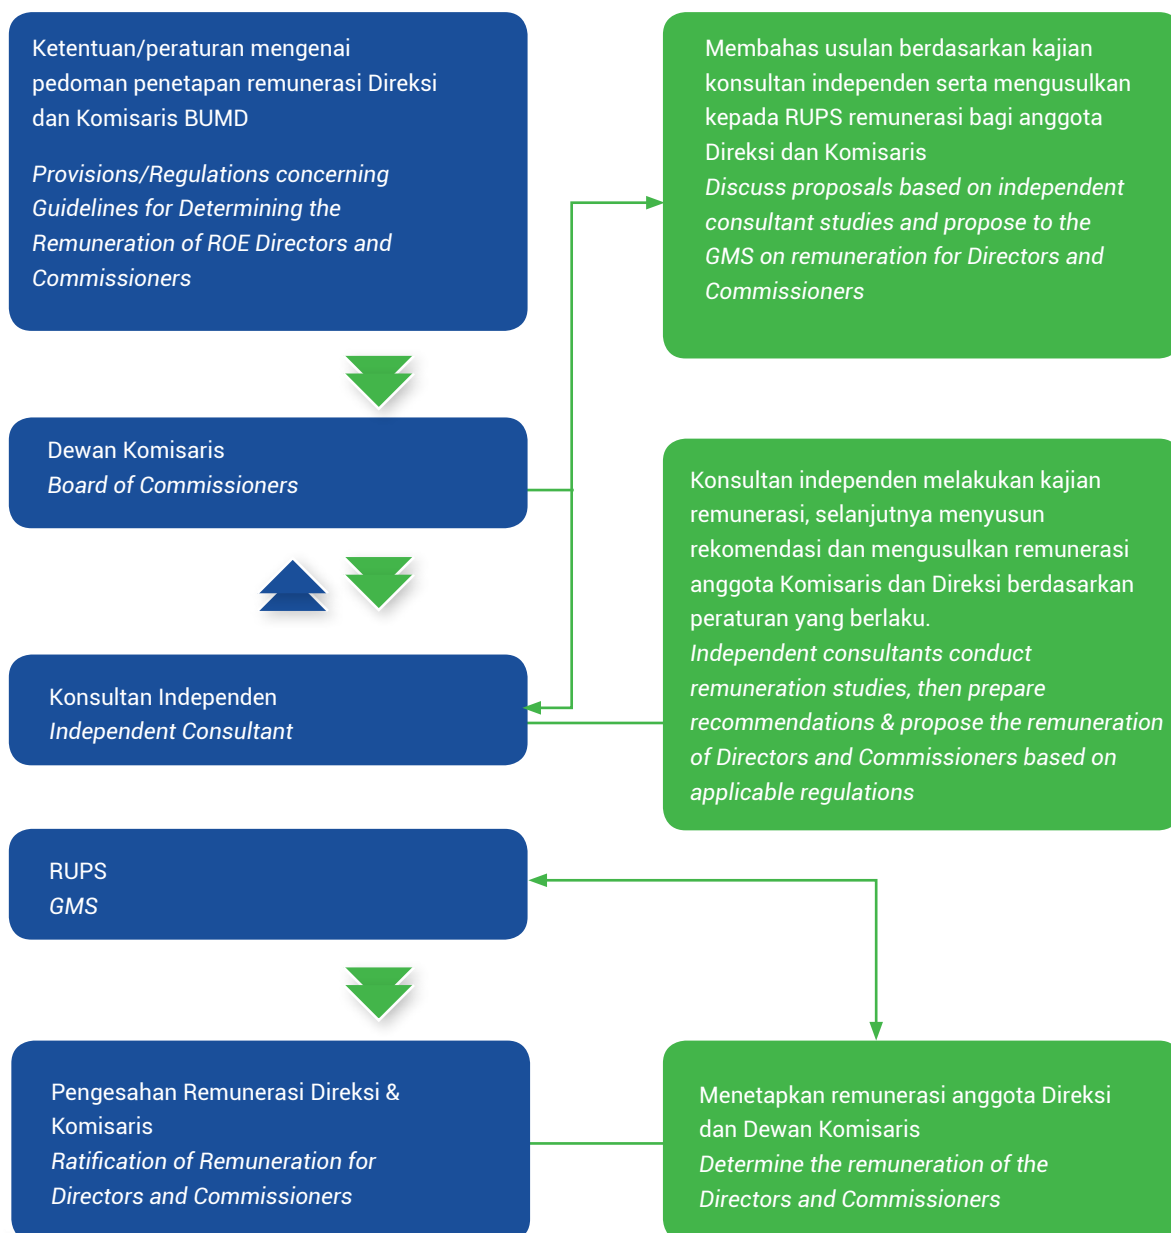 Ketentuan/peraturan mengenai
pedoman penetapan remunerasi Direksi
dan Komisaris BUMD
Provisions/Regulations concerning
Guidelines for Determining the
Remuneration of ROE Directors and
Commissioners
Membahas usulan berdasarkan kajian
konsultan independen serta mengusulkan
kepada RUPS remunerasi bagi anggota
Direksi dan Komisaris
Discuss proposals based on independent
consultant studies and propose to the
GMS on remuneration for Directors and
Commissioners
Dewan Komisaris
Board of Commissioners
Konsultan independen melakukan kajian
remunerasi, selanjutnya menyusun
rekomendasi dan mengusulkan remunerasi
anggota Komisaris dan Direksi berdasarkan
peraturan yang berlaku.
Independent consultants conduct
remuneration studies, then prepare
recommendations & propose the remuneration
of Directors and Commissioners based on
applicable regulations
Konsultan Independen
Independent Consultant
RUPS
GMS
Pengesahan Remunerasi Direksi &
Komisaris
Ratification of Remuneration for
Directors and Commissioners
Menetapkan remunerasi anggota Direksi
dan Dewan Komisaris
Determine the remuneration of the
Directors and Commissioners